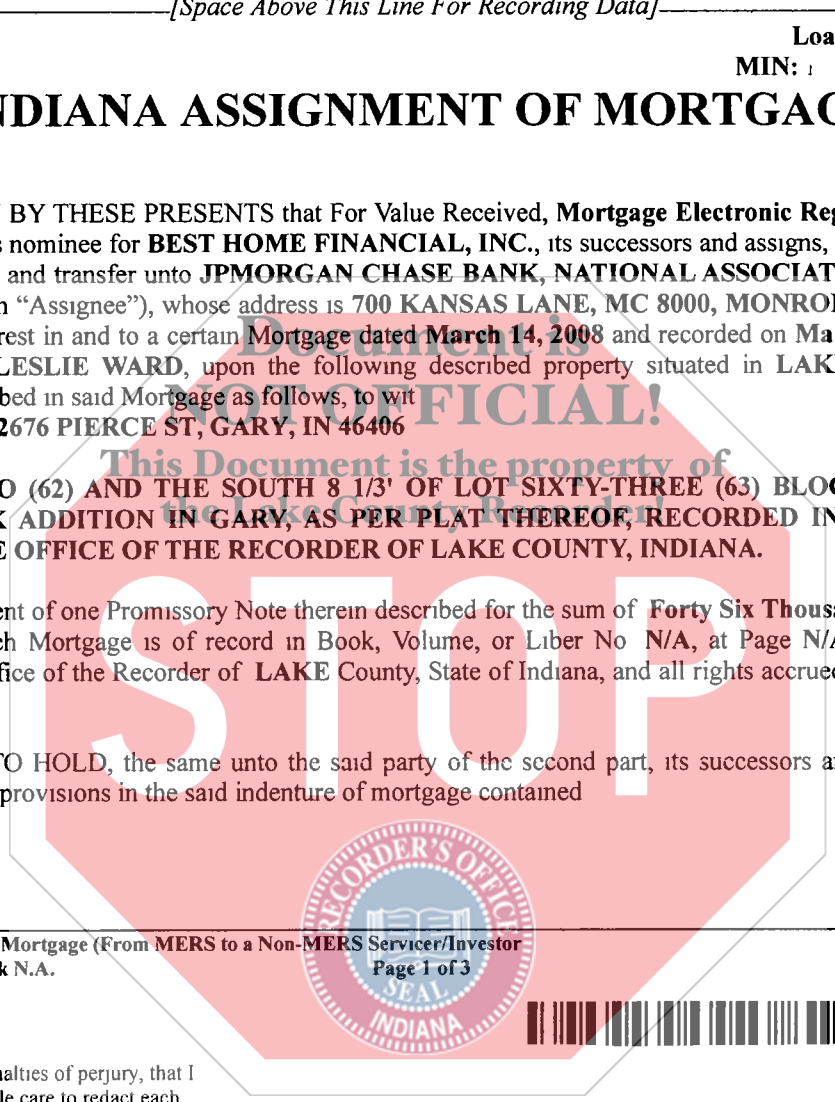 [Space Above This Line For Recording Data]
Loa
MIN:
NDIANA ASSIGNMENT OF MORTGAG
BY THESE PRESENTS that For Value Received, Mortgage Electronic Reg
s nominee for BEST HOME FINANCIAL, INC., its successors and assigns,
and transfer unto JPMORGAN CHASE BANK, NATIONAL ASSOCIAT
n “Assignee”), whose address is 700 KANSAS LANE, MC 8000, MONROE
rest in and to a certain Mortgage dated March 14, 2008 and recorded on Ma
Document is
LESLIE WARD, upon the following described property situated in LAKE
bed in said Mortgage as follows, to wit
NOT OFFICIAL!
2676 PIERCE ST, GARY, IN 46406
This Document is the property of
O (62) AND THE SOUTH 8 1/3' OF LOT SIXTY-THREE (63) BLOC
the Lake County Recorder!
K ADDITION IN GARY, AS PER PLAT THEREOF, RECORDED IN
E OFFICE OF THE RECORDER OF LAKE COUNTY, INDIANA.
ent of one Promissory Note therein described for the sum of Forty Six Thousa
ch Mortgage is of record in Book, Volume, or Liber No N/A, at Page N/A
fice of the Recorder of LAKE County, State of Indiana, and all rights accrued
STOP
TO HOLD, the same unto the said party of the second part, its successors a
provisions in the said indenture of mortgage contained
RECORDER'S OFFICE
SEAL
INDIANA
Mortgage (From MERS to a Non-MERS Servicer/Investor
k N.A.
Page 1 of 3
alties of perjury, that I
le care to redact each